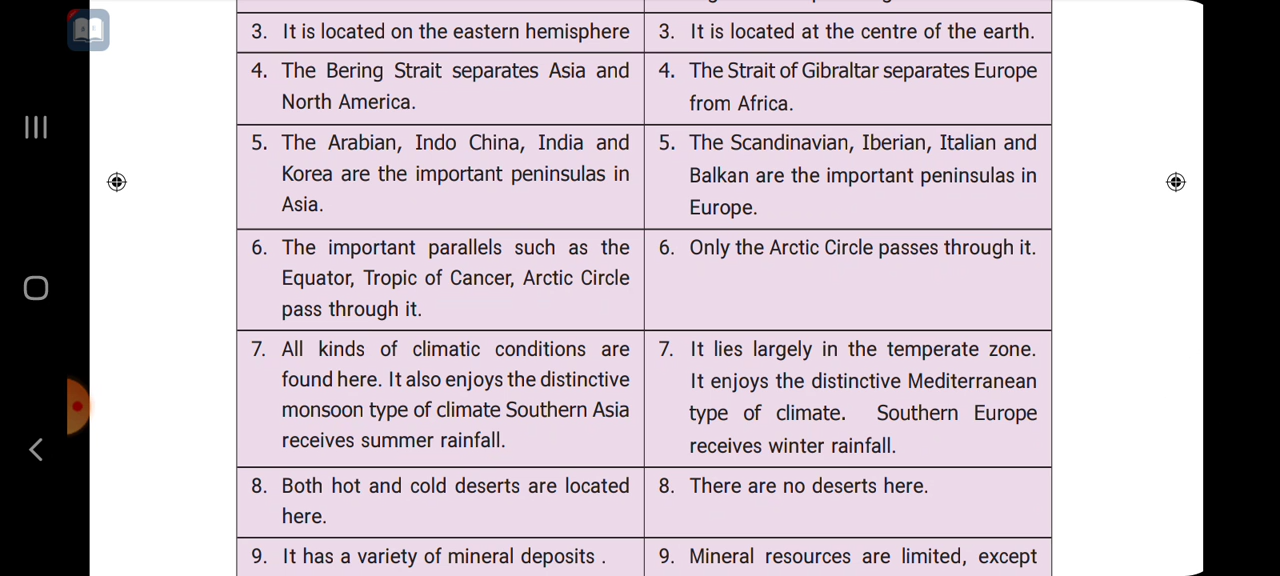 3. It is located on the eastern hemisphere
3. It is located at the centre of the earth.
4. The Bering Strait separates Asia and
North America.
4. The Strait of Gibraltar separates Europe
from Africa.
5. The Arabian, Indo China, India and
Korea are the important peninsulas in
Asia.
5. The Scandinavian, Iberian, Italian and
Balkan are the important peninsulas in
Europe.
6. The important parallels such as the
Equator, Tropic of Cancer, Arctic Circle
pass through it.
6. Only the Arctic Circle passes through it.
7. All kinds of climatic conditions are
found here. It also enjoys the distinctive
monsoon type of climate Southern Asia
receives summer rainfall.
7. It lies largely in the temperate zone.
It enjoys the distinctive Mediterranean
type of climate. Southern Europe
receives winter rainfall.
8. Both hot and cold deserts are located
here.
8. There are no deserts here.
9. It has a variety of mineral deposits .
9. Mineral resources are limited, except